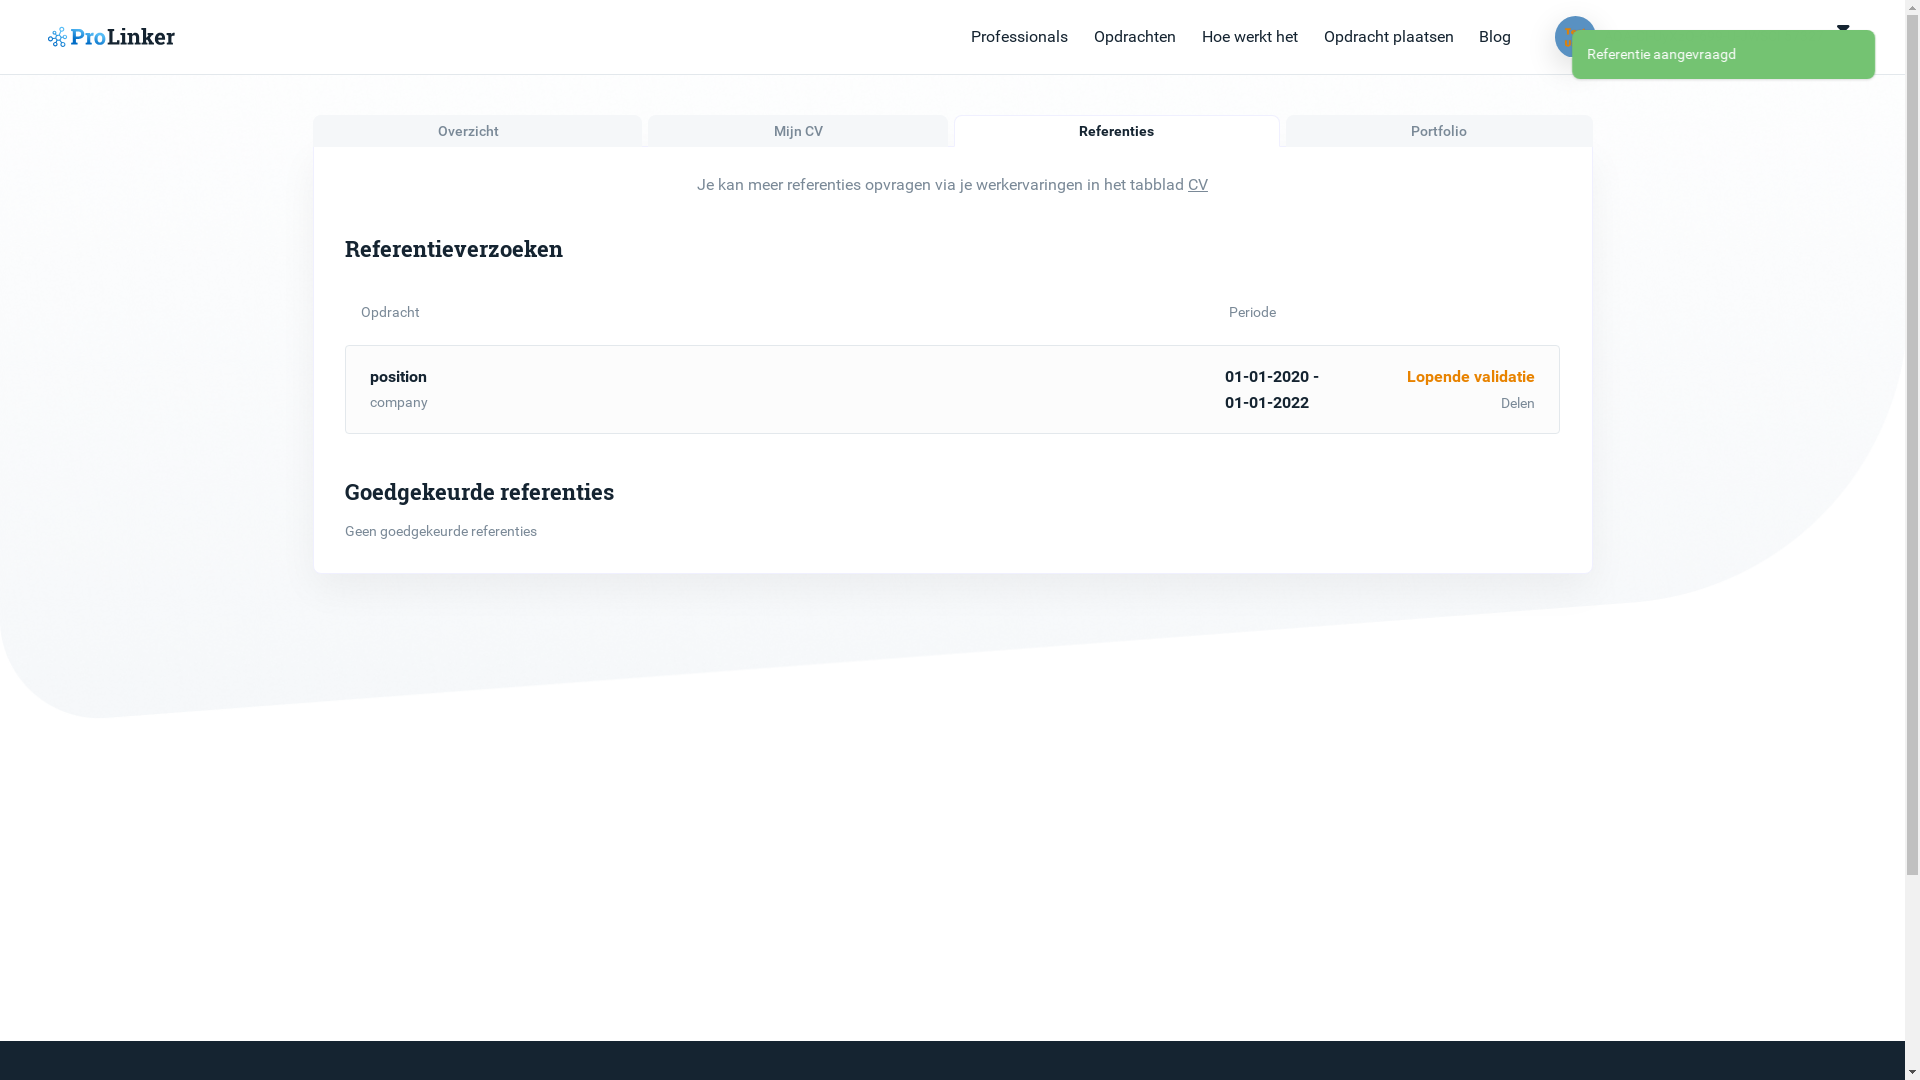 ProLinker
Professionals
Opdrachten
Hoe werkt het
Opdracht plaatsen
Blog
Referentie aangevraagd
Overzicht
Mijn CV
Referenties
Portfolio
Je kan meer referenties opvragen via je werkervaringen in het tabblad CV
Referentieverzoeken
Opdracht
Periode
position
company
01-01-2020 -
01-01-2022
Lopende validatie
Delen
Goedgekeurde referenties
Geen goedgekeurde referenties